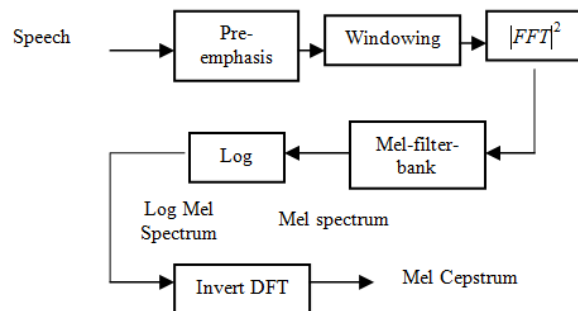 Speech
Pre-
emphasis
Windowing
|FFT|²
Mel-filter-
bank
Log
Log Mel
Spectrum
Mel spectrum
Invert DFT
Mel Cepstrum